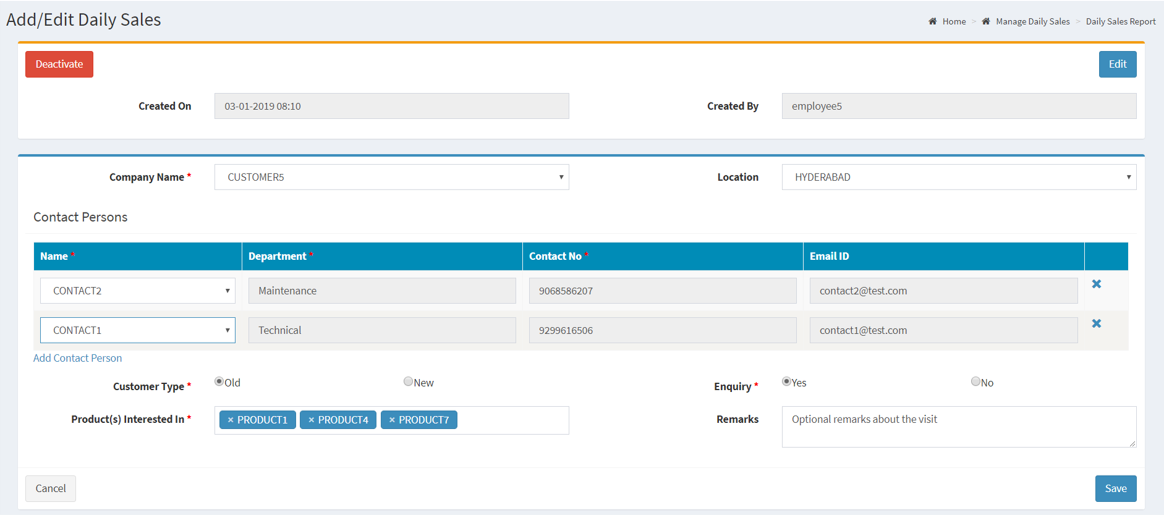 Add/Edit Daily Sales
Home > Manage Daily Sales > Daily Sales Report
Deactivate
Edit
Created On 03-01-2019 08:10 Created By employee5
Company Name * CUSTOMER5 Location HYDERABAD
Contact Persons
Name * Department * Contact No * Email ID
CONTACT2 Maintenance 9068586207 contact2@test.com
CONTACT1 Technical 9299616506 contact1@test.com
Add Contact Person
Customer Type * Old New Enquiry * Yes No
Product(s) Interested In * × PRODUCT1 × PRODUCT4 × PRODUCT7 Remarks Optional remarks about the visit
Cancel
Save